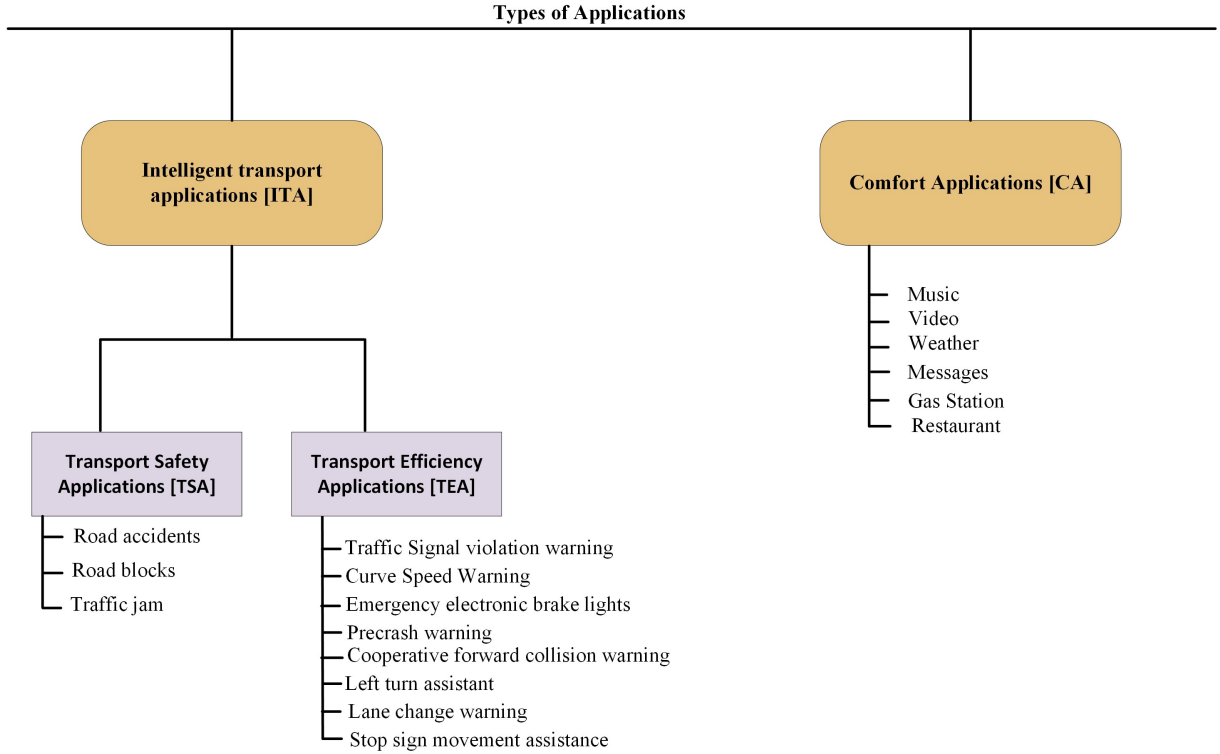 Types of Applications
Intelligent transport
applications [ITA]
Comfort Applications [CA]
Music
Video
Weather
Messages
Gas Station
Restaurant
Transport Safety
Applications [TSA]
Road accidents
Road blocks
Traffic jam
Transport Efficiency
Applications [TEA]
Traffic Signal violation warning
Curve Speed Warning
Emergency electronic brake lights
Precrash warning
Cooperative forward collision warning
Left turn assistant
Lane change warning
Stop sign movement assistance